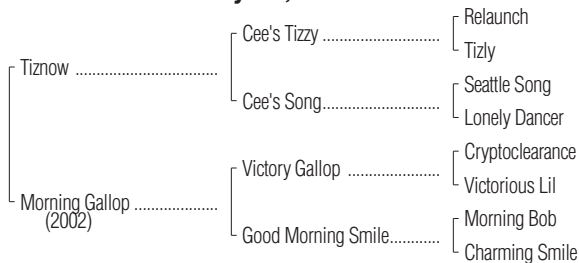 Relaunch
Cee's Tizzy ........................
Tizly
Tiznow .............................
Seattle Song
Cee's Song........................
Lonely Dancer
Cryptoclearance
Victory Gallop ...................
Victorious Lil
Morning Gallop .................
(2002)
Morning Bob
Good Morning Smile..........
Charming Smile